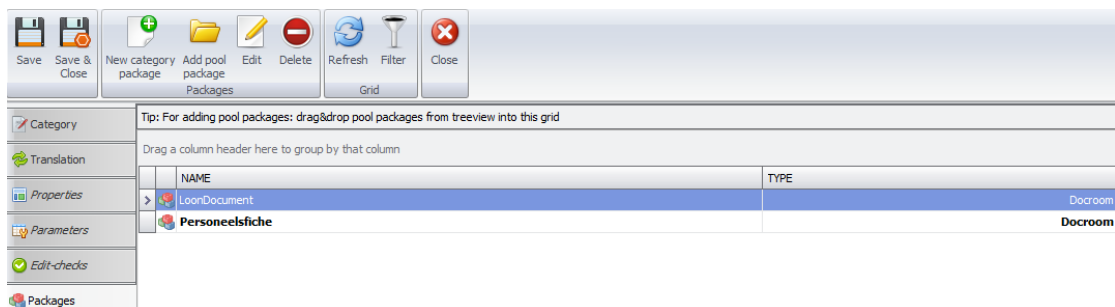 Save
Save & Close
New category package
Add pool package
Edit
Delete
Refresh
Filter
Close
Packages
Grid
Category
Translation
Properties
Parameters
Edit-checks
Packages
Tip: For adding pool packages: drag&drop pool packages from treeview into this grid
Drag a column header here to group by that column
NAME TYPE
LoonDocument Docroom
Personeelsfiche Docroom